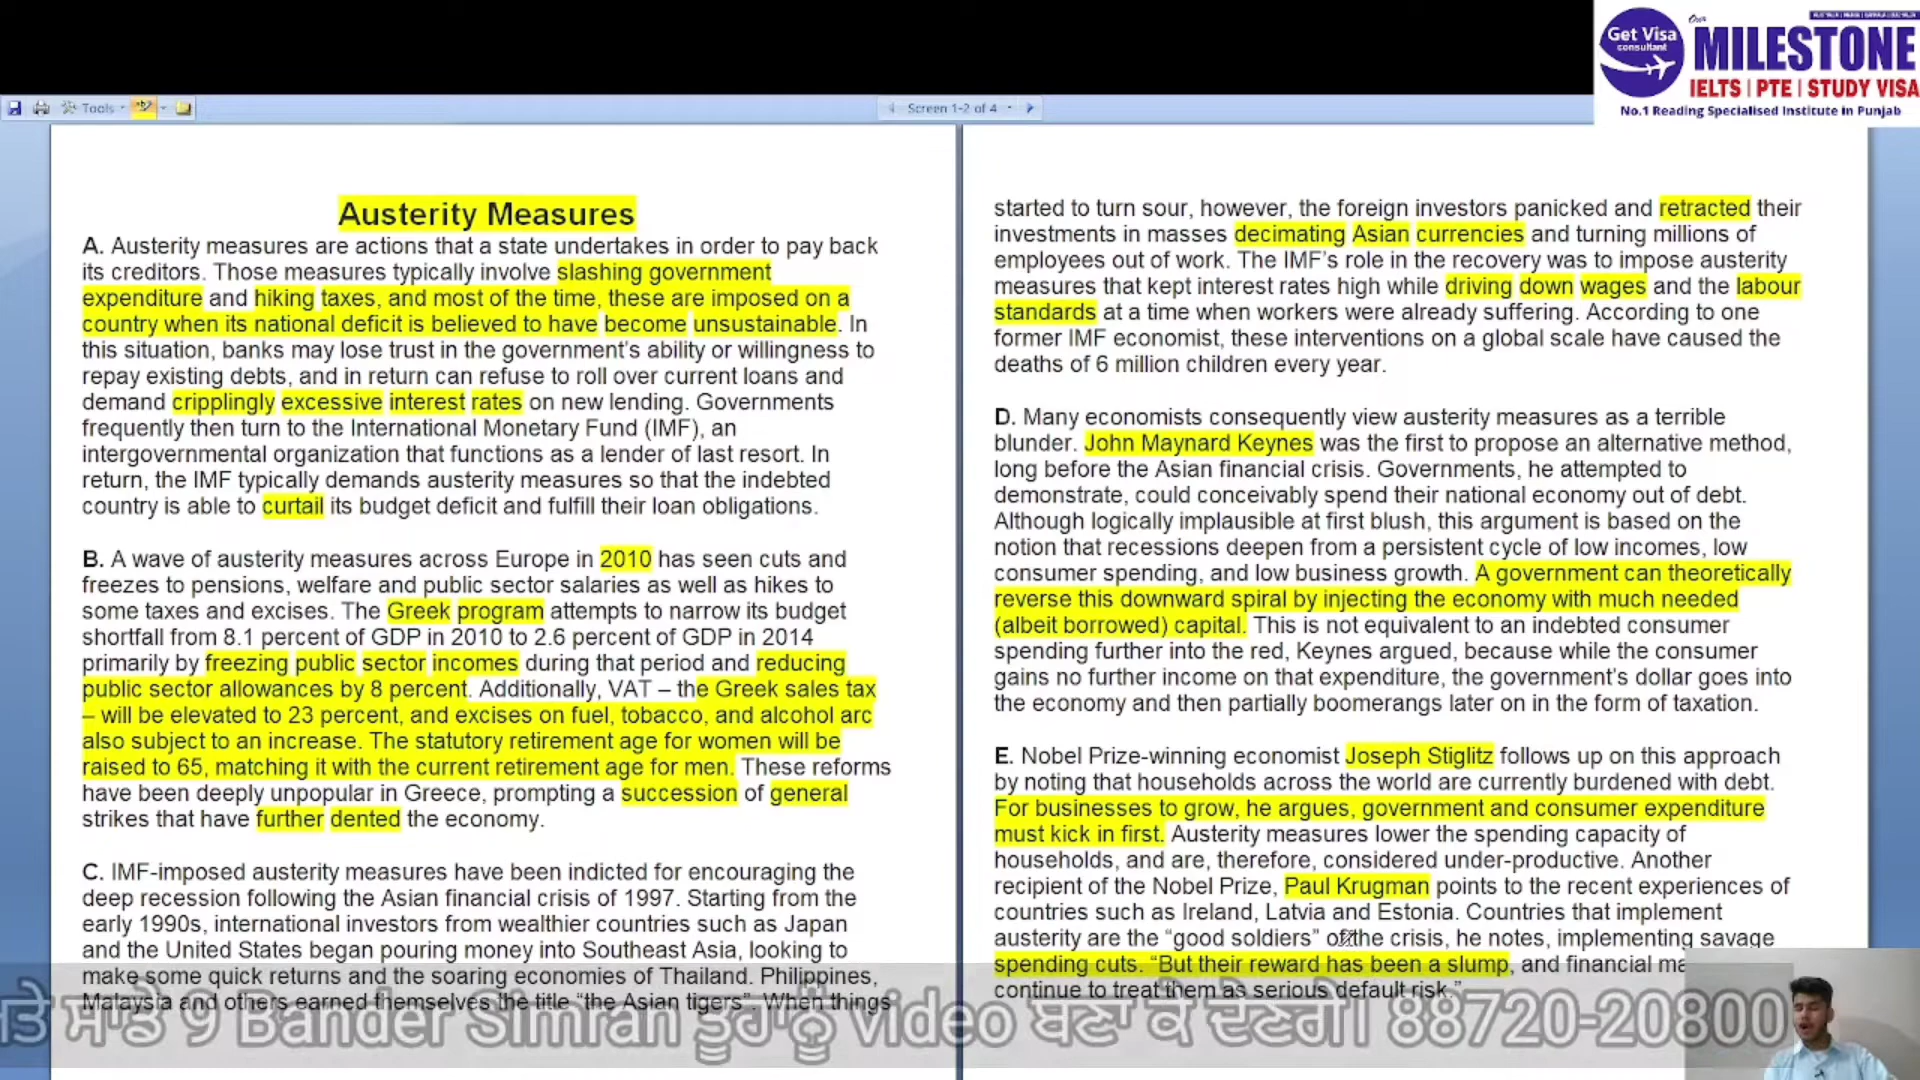 Get Visa
consultant
Our
MILESTONE
IELTS | PTE | STUDY VISA
No.1 Reading Specialised Institute in Punjab
Tools
Screen 1-2 of 4
Austerity Measures
A. Austerity measures are actions that a state undertakes in order to pay back
its creditors. Those measures typically involve slashing government
expenditure and hiking taxes, and most of the time, these are imposed on a
country when its national deficit is believed to have become unsustainable. In
this situation, banks may lose trust in the government's ability or willingness to
repay existing debts, and in return can refuse to roll over current loans and
demand cripplingly excessive interest rates on new lending. Governments
frequently then turn to the International Monetary Fund (IMF), an
intergovernmental organization that functions as a lender of last resort. In
return, the IMF typically demands austerity measures so that the indebted
country is able to curtail its budget deficit and fulfill their loan obligations.
B. A wave of austerity measures across Europe in 2010 has seen cuts and
freezes to pensions, welfare and public sector salaries as well as hikes to
some taxes and excises. The Greek program attempts to narrow its budget
shortfall from 8.1 percent of GDP in 2010 to 2.6 percent of GDP in 2014
primarily by freezing public sector incomes during that period and reducing
public sector allowances by 8 percent. Additionally, VAT – the Greek sales tax
– will be elevated to 23 percent, and excises on fuel, tobacco, and alcohol arc
also subject to an increase. The statutory retirement age for women will be
raised to 65, matching it with the current retirement age for men. These reforms
have been deeply unpopular in Greece, prompting a succession of general
strikes that have further dented the economy.
C. IMF-imposed austerity measures have been indicted for encouraging the
deep recession following the Asian financial crisis of 1997. Starting from the
early 1990s, international investors from wealthier countries such as Japan
and the United States began pouring money into Southeast Asia, looking to
make some quick returns and the soaring economies of Thailand. Philippines,
Malaysia and others earned themselves the title “the Asian tigers”. When things
started to turn sour, however, the foreign investors panicked and retracted their
investments in masses decimating Asian currencies and turning millions of
employees out of work. The IMF's role in the recovery was to impose austerity
measures that kept interest rates high while driving down wages and the labour
standards at a time when workers were already suffering. According to one
former IMF economist, these interventions on a global scale have caused the
deaths of 6 million children every year.
D. Many economists consequently view austerity measures as a terrible
blunder. John Maynard Keynes was the first to propose an alternative method,
long before the Asian financial crisis. Governments, he attempted to
demonstrate, could conceivably spend their national economy out of debt.
Although logically implausible at first blush, this argument is based on the
notion that recessions deepen from a persistent cycle of low incomes, low
consumer spending, and low business growth. A government can theoretically
reverse this downward spiral by injecting the economy with much needed
(albeit borrowed) capital. This is not equivalent to an indebted consumer
spending further into the red, Keynes argued, because while the consumer
gains no further income on that expenditure, the government's dollar goes into
the economy and then partially boomerangs later on in the form of taxation.
E. Nobel Prize-winning economist Joseph Stiglitz follows up on this approach
by noting that households across the world are currently burdened with debt.
For businesses to grow, he argues, government and consumer expenditure
must kick in first. Austerity measures lower the spending capacity of
households, and are, therefore, considered under-productive. Another
recipient of the Nobel Prize, Paul Krugman points to the recent experiences of
countries such as Ireland, Latvia and Estonia. Countries that implement
austerity are the “good soldiers” of the crisis, he notes, implementing savage
spending cuts. “But their reward has been a slump, and financial ma
continue to treat them as serious default risk.”
ਤੇ ਸਾਡੇ 9 Bander Simran ਤੁਹਾਨੂੰ video ਬਣਾ ਕੇ ਦੇਣਗੀ 88720-20800